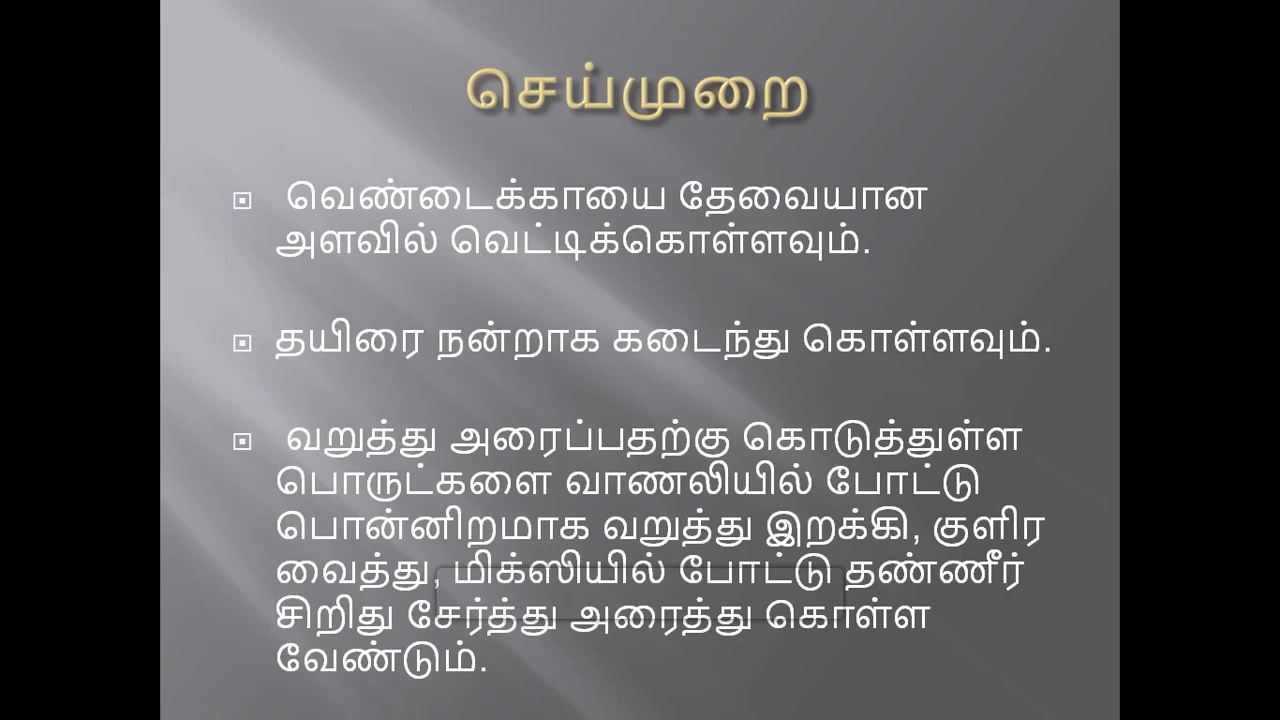 செய்முறை
வெண்டைக்காயை தேவையான
அளவில் வெட்டிக்கொள்ளவும்.
தயிரை நன்றாக கடைந்து கொள்ளவும்.
வறுத்து அரைப்பதற்கு கொடுத்துள்ள
பொருட்களை வாணலியில் போட்டு
பொன்னிறமாக வறுத்து இறக்கி, குளிர
வைத்து, மிக்ஸியில் போட்டு தண்ணீர்
சிறிது சேர்த்து அரைத்து கொள்ள
வேண்டும்.